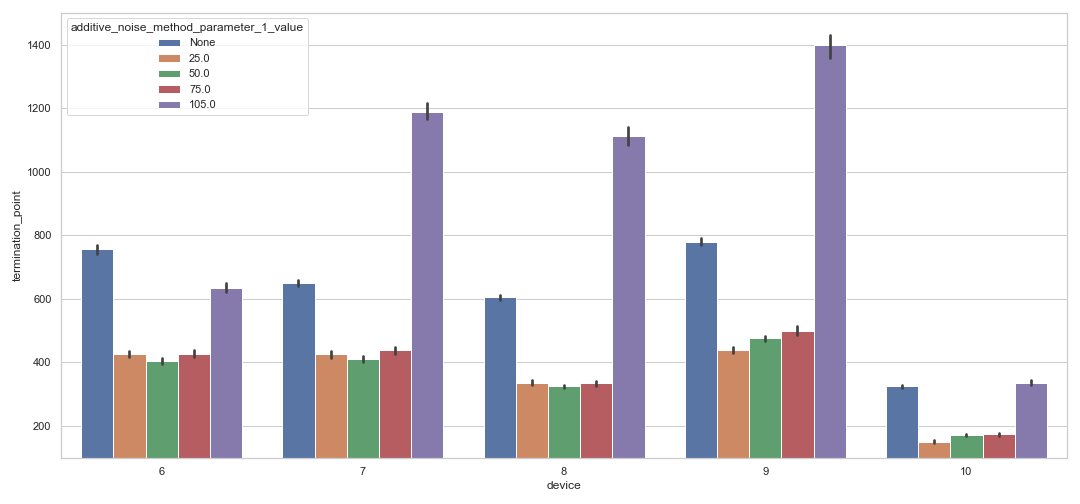 additive_noise_method_parameter_1_value
None
25.0
50.0
75.0
105.0
1400
1200
1000
800
600
400
200
termination_point
6 7 8 9 10
device